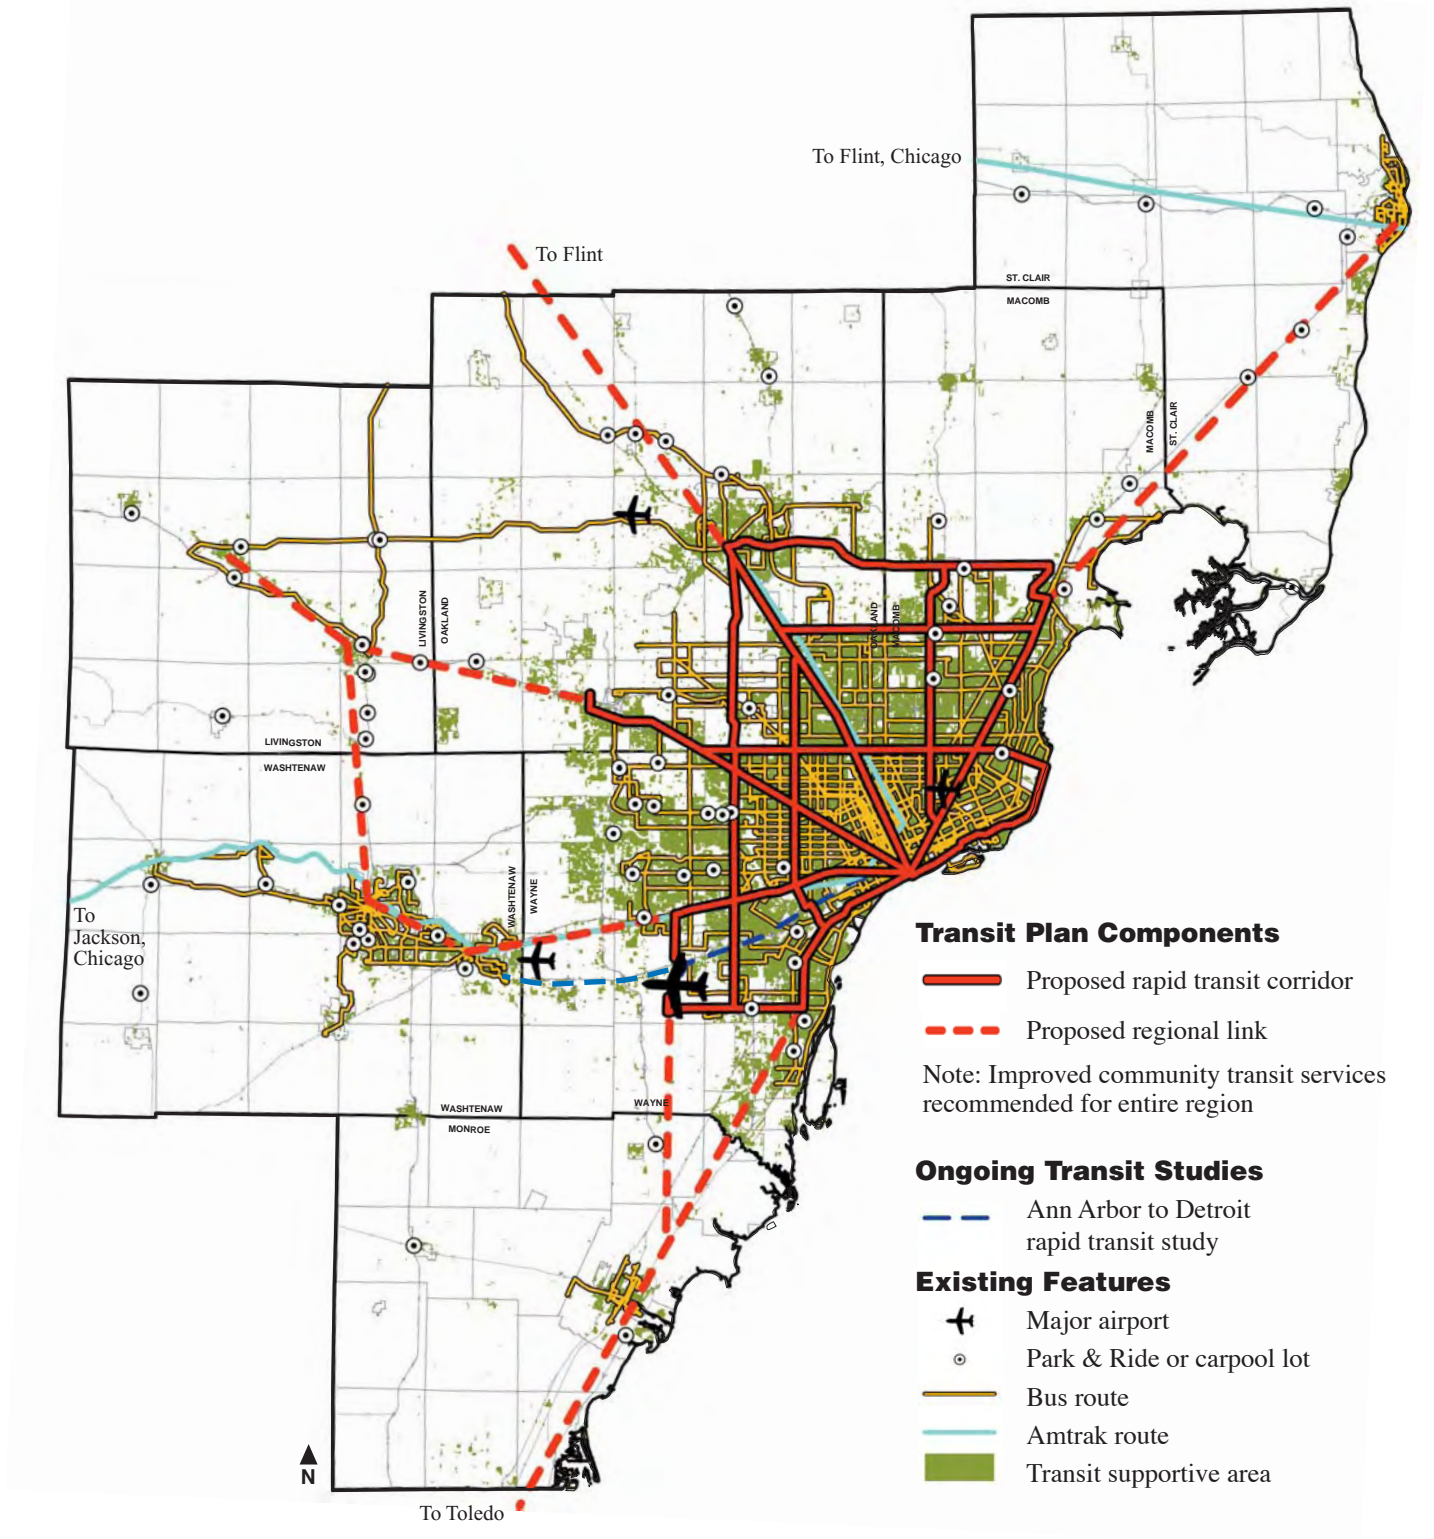 To Flint, Chicago
To Flint
ST. CLAIR
MACOMB
MACOMB
ST. CLAIR
LIVINGSTON
OAKLAND
OAKLAND
MACOMB
LIVINGSTON
WASHTENAW
WASHTENAW
WAYNE
To
Jackson,
Chicago
WASHTENAW
MONROE
WAYNE
N
To Toledo
Transit Plan Components
Proposed rapid transit corridor
Proposed regional link
Note: Improved community transit services
recommended for entire region
Ongoing Transit Studies
Ann Arbor to Detroit
rapid transit study
Existing Features
Major airport
Park & Ride or carpool lot
Bus route
Amtrak route
Transit supportive area